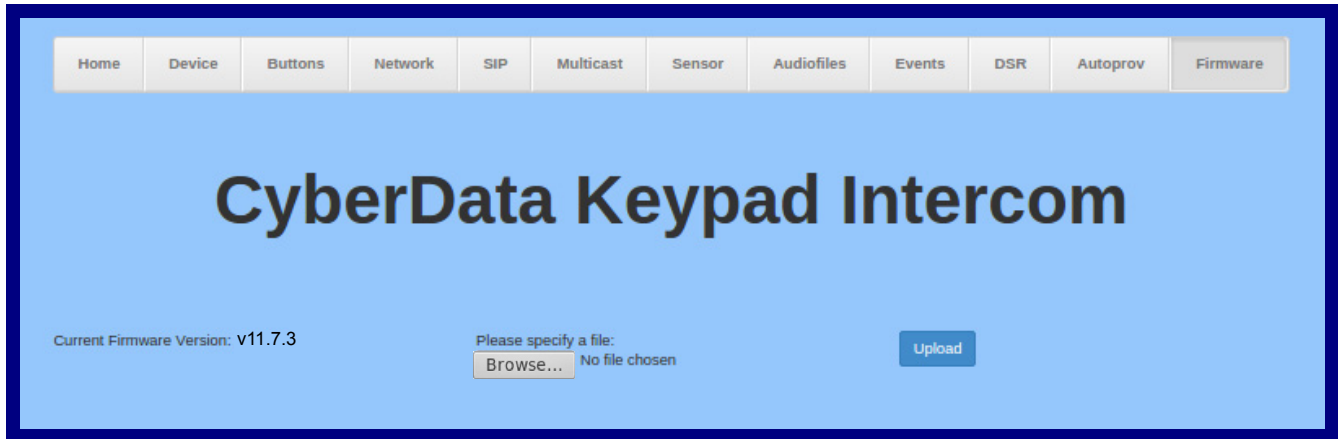 Home Device Buttons Network SIP Multicast Sensor Audiofiles Events DSR Autoprov Firmware
CyberData Keypad Intercom
Current Firmware Version: v11.7.3
Please specify a file:
Browse... No file chosen
Upload